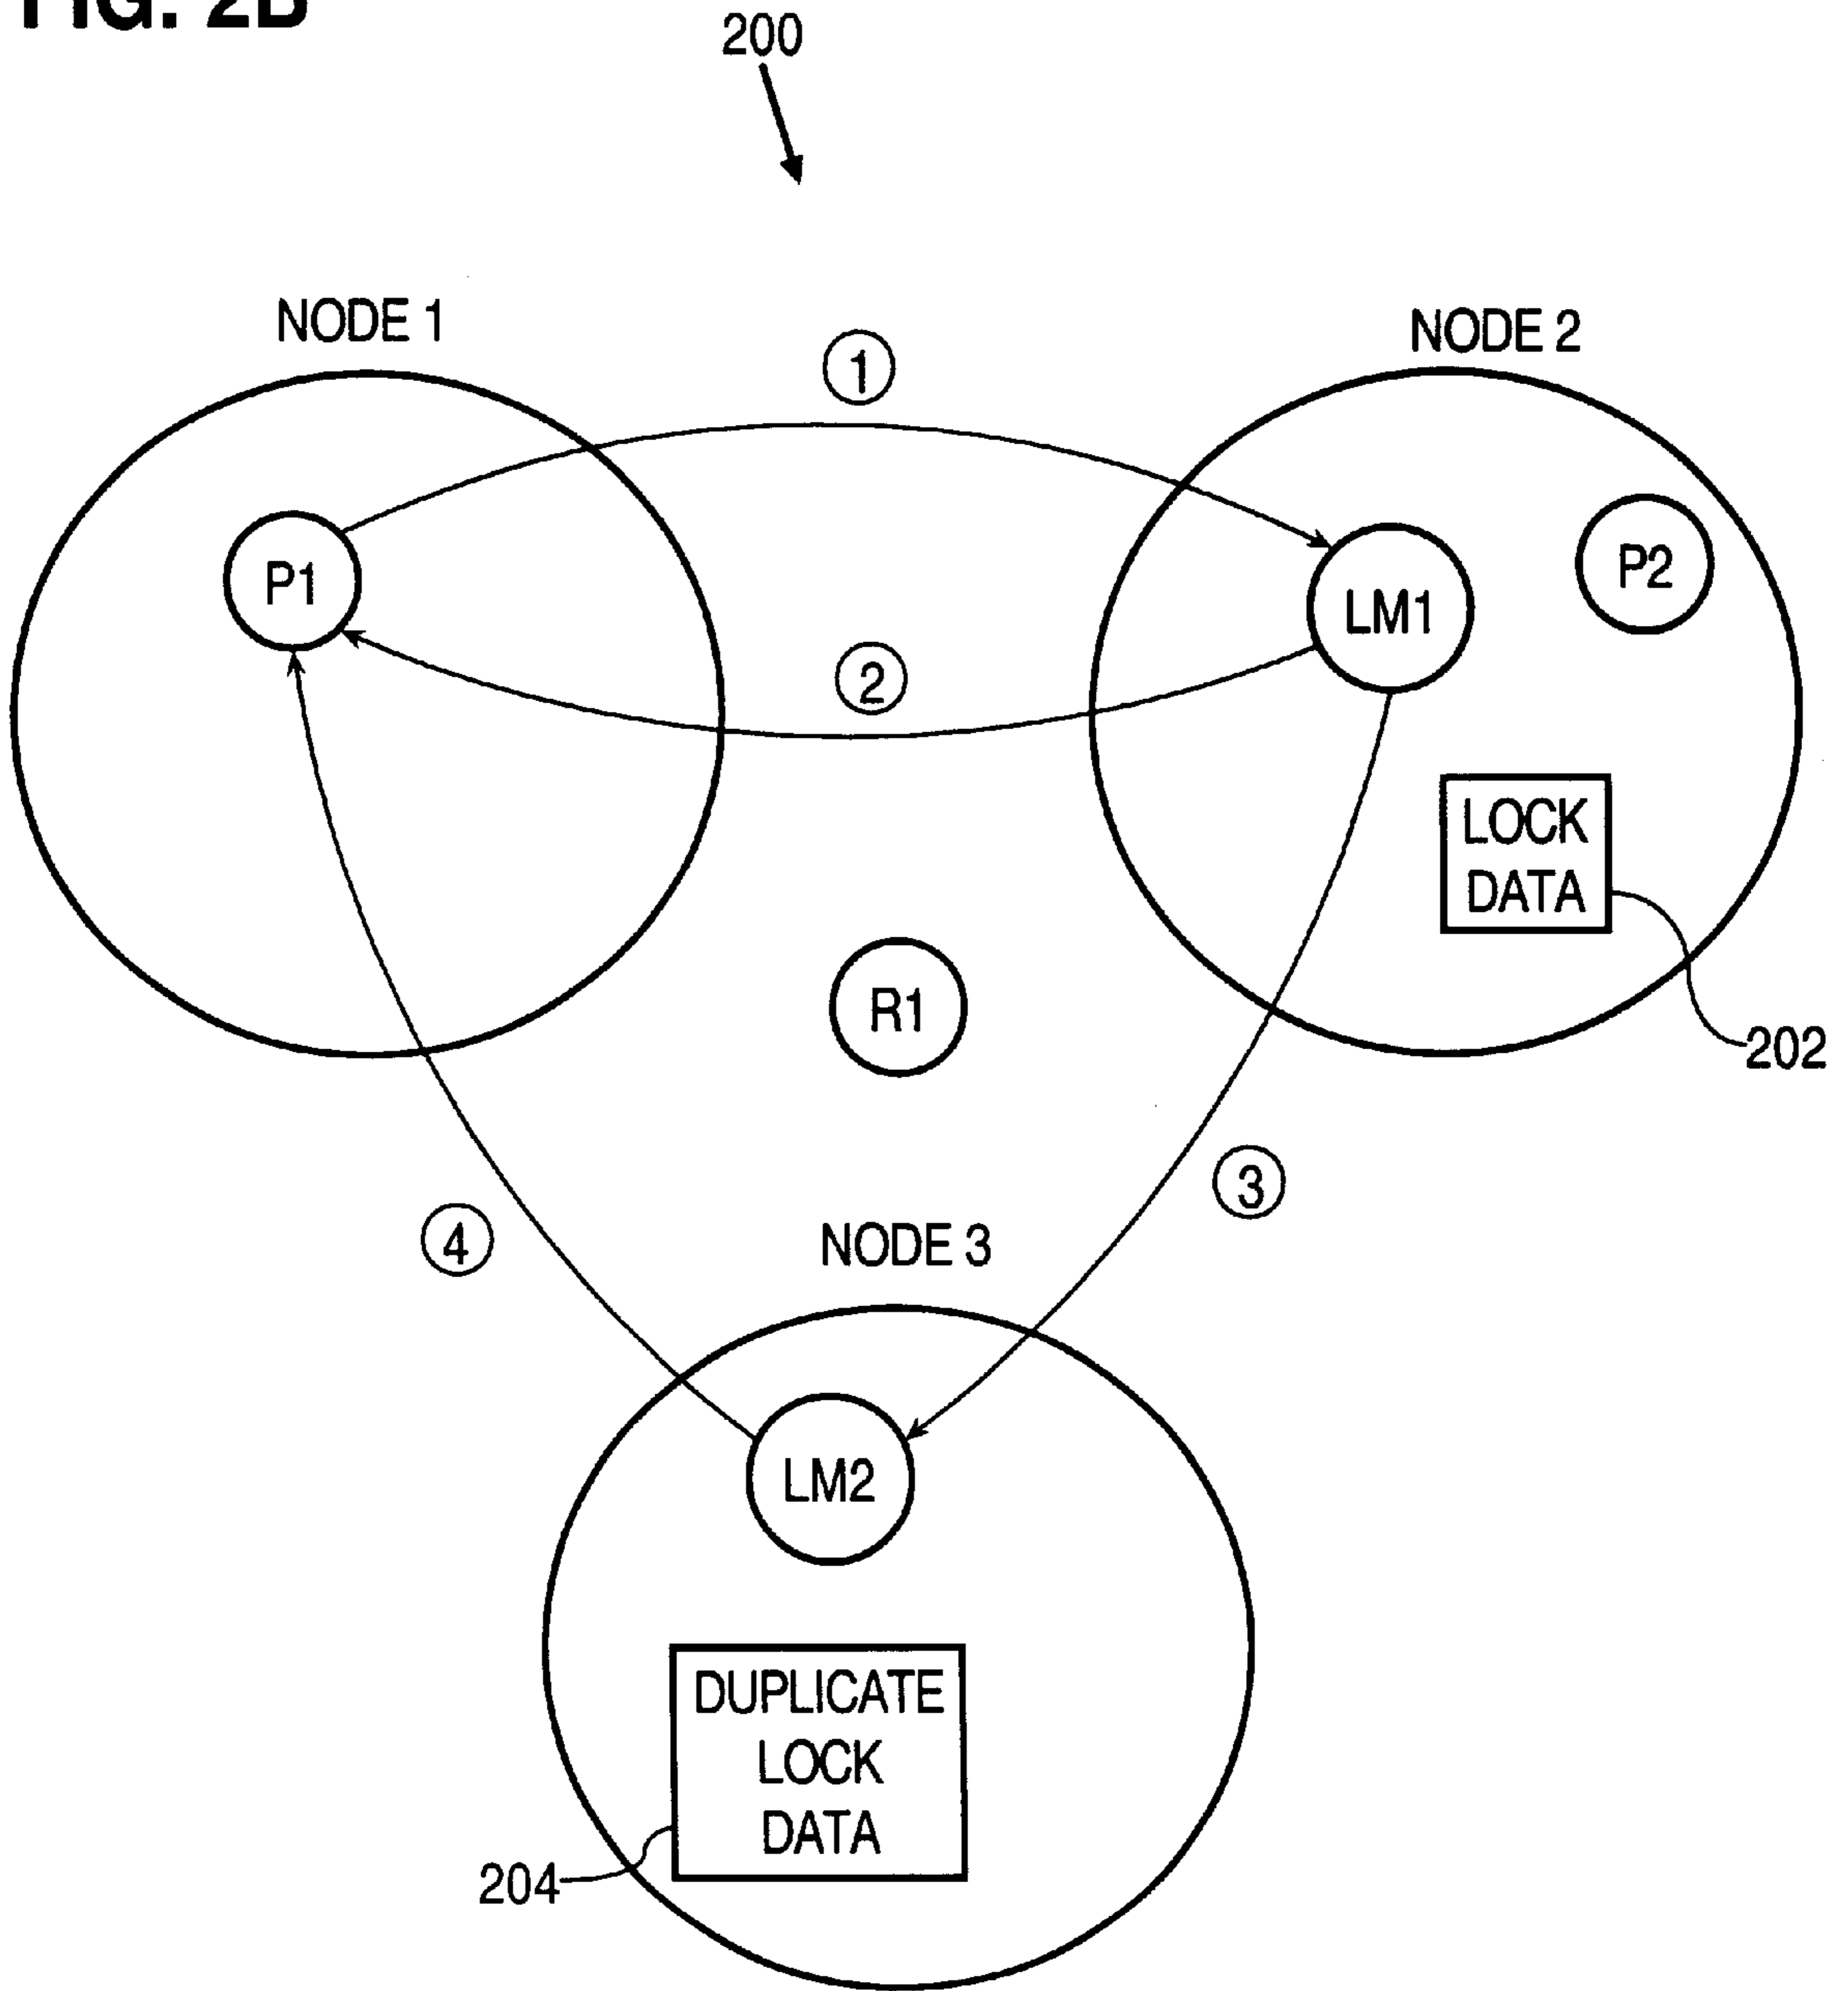 FIG. 2B
200
NODE 1
NODE 2
1
P1
LM1
P2
2
LOCK
DATA
R1
202
3
4
NODE 3
LM2
DUPLICATE
LOCK
DATA
204